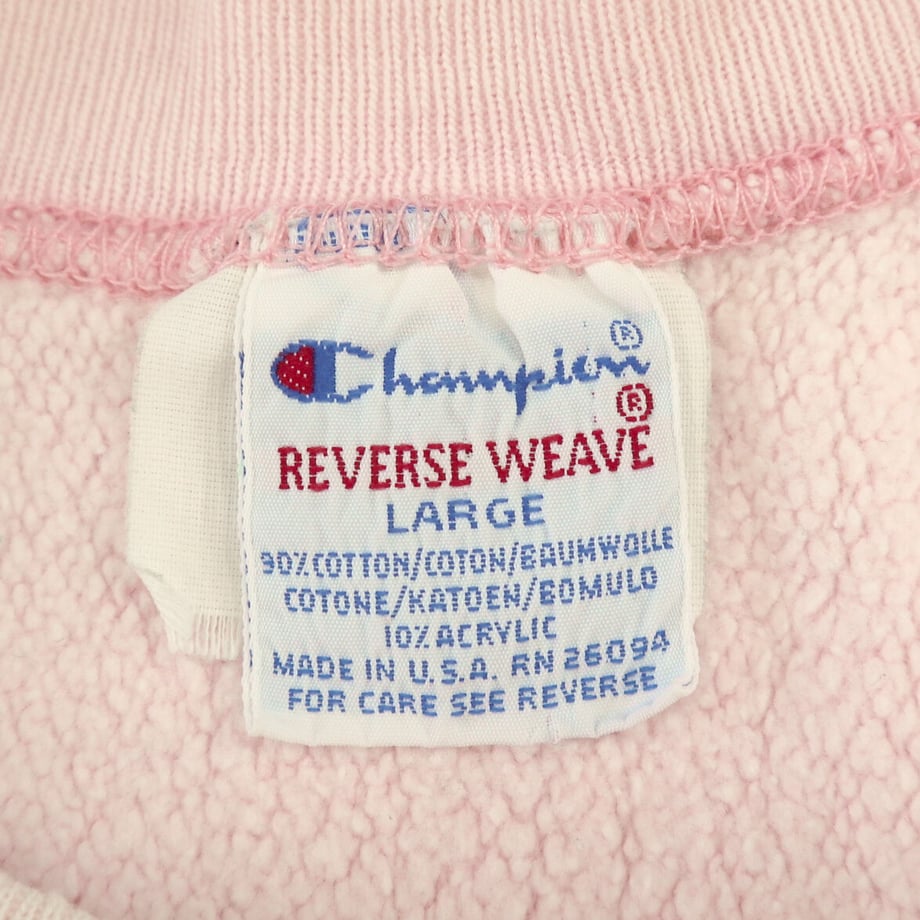 Champion®
REVERSE WEAVE®
LARGE
90% COTTON/COTON/BAUMWOLLE
COTONE/KATOEN/BOMULO
10% ACRYLIC
MADE IN U.S.A. RN 26094
FOR CARE SEE REVERSE